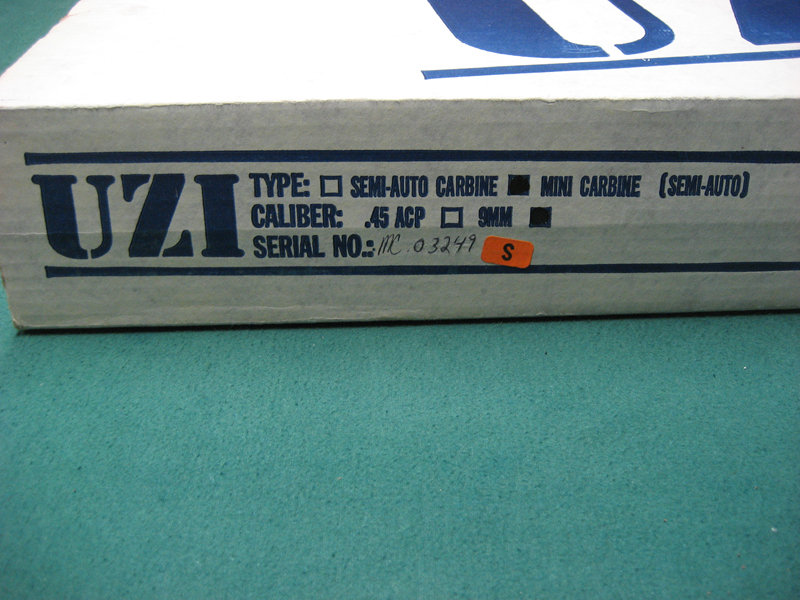 UZI
TYPE: ☐ SEMI-AUTO CARBINE ■ MINI CARBINE (SEMI-AUTO)
CALIBER: .45 ACP ☐ 9MM ■
SERIAL NO.: MC 03249
S